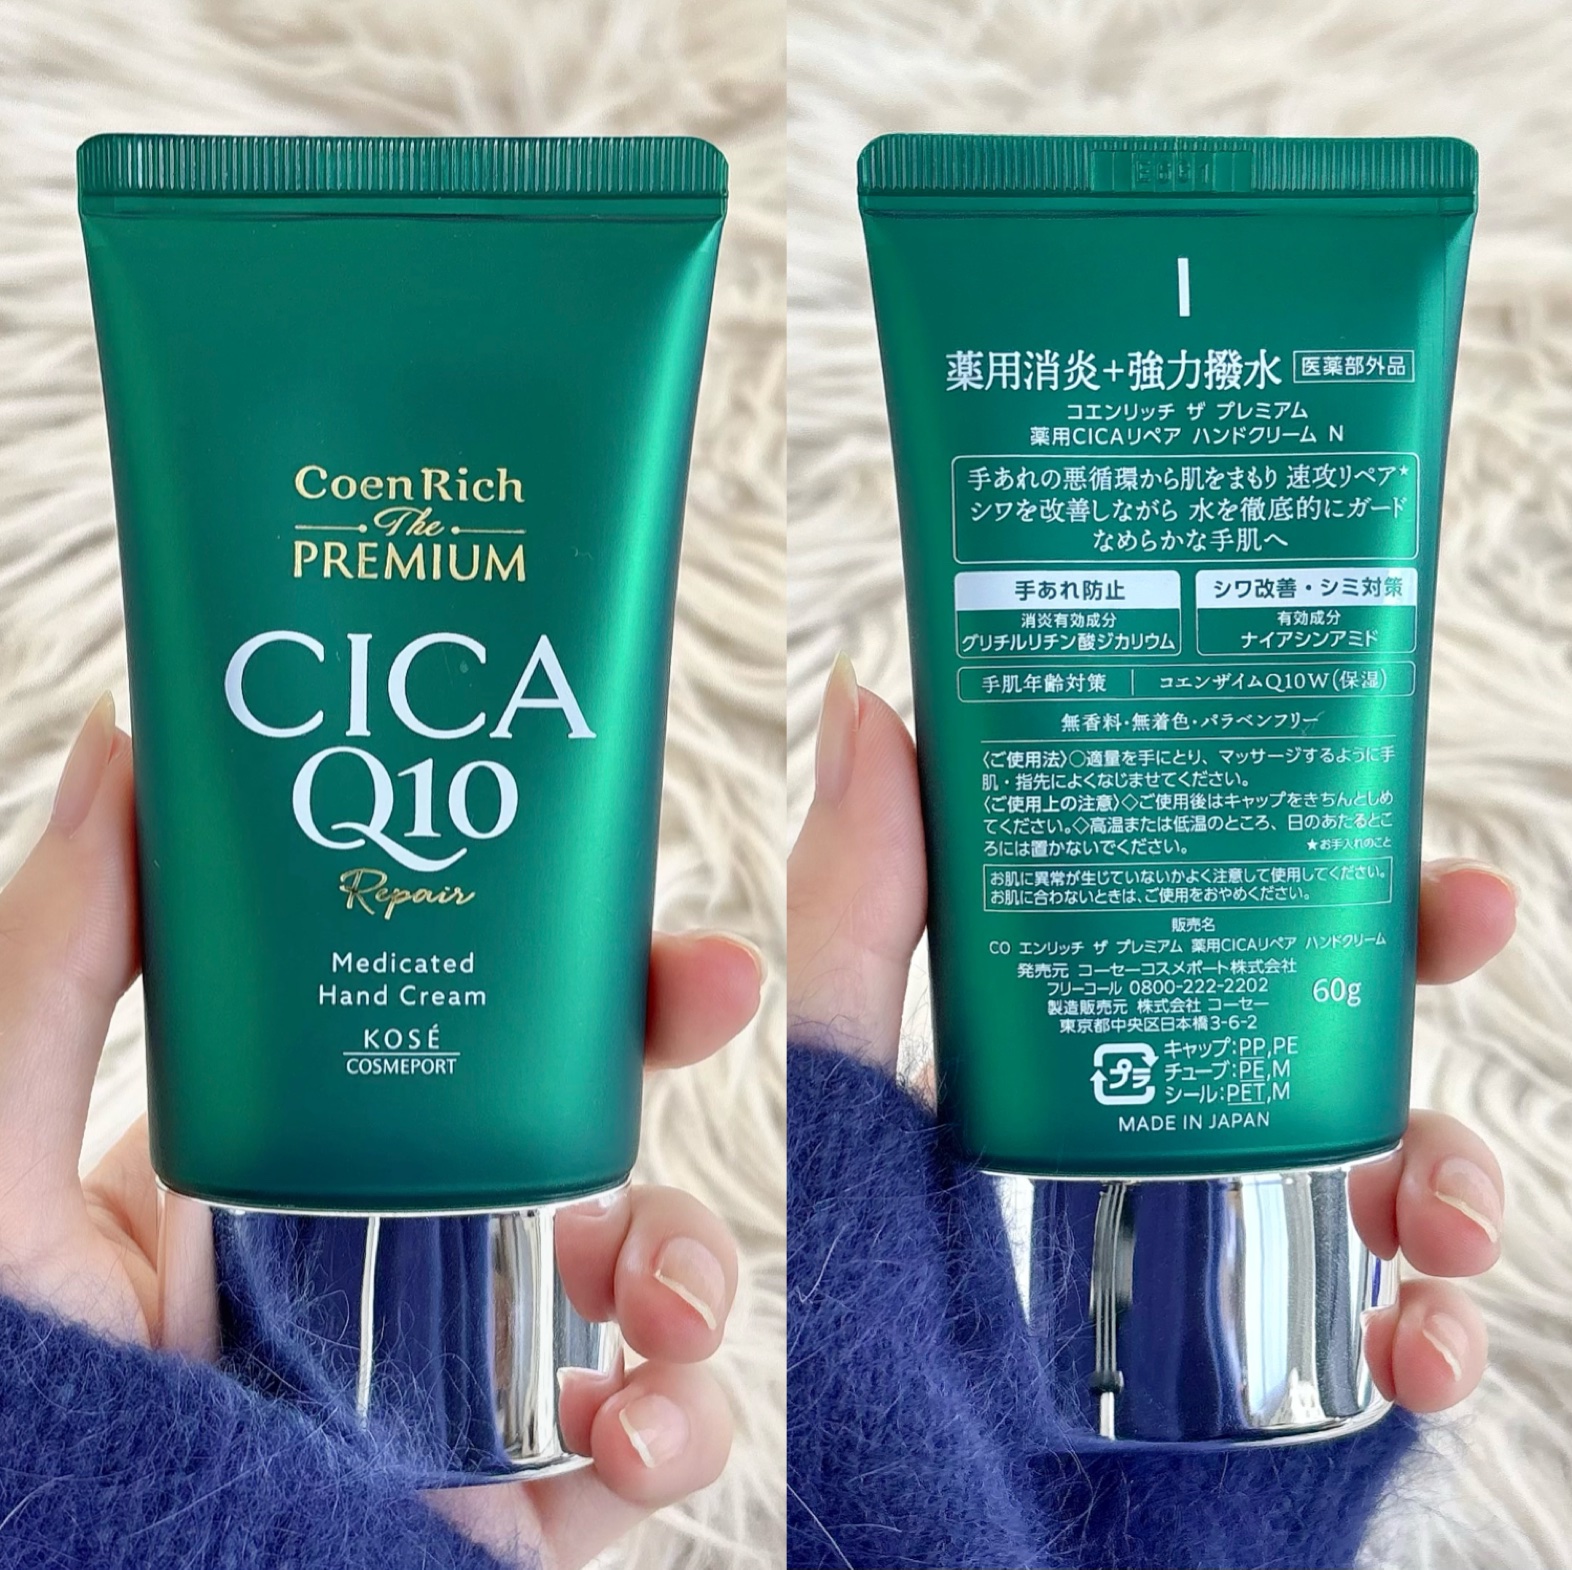 CoenRich
The
PREMIUM
CICA
Q10
Repair
Medicated
Hand Cream
KOSÉ
COSMEPORT
薬用消炎+強力撥水 医薬部外品
コエンリッチ ザ プレミアム
薬用CICAリペア ハンドクリーム N
手あれの悪循環から肌をまもり 速攻リペア★
シワを改善しながら 水を徹底的にガード
なめらかな手肌へ
手あれ防止
消炎有効成分
グリチルリチン酸ジカリウム
シワ改善・シミ対策
有効成分
ナイアシンアミド
手肌年齢対策 コエンザイムQ10W(保湿)
無香料・無着色・パラベンフリー
〈ご使用法〉○適量を手にとり、マッサージするように手
肌・指先によくなじませてください。
〈ご使用上の注意〉◇ご使用後はキャップをきちんとしめ
てください。◇高温または低温のところ、日のあたるとこ
ろには置かないでください。 ★お手入れのこと
お肌に異常が生じていないかよく注意して使用してください。
お肌に合わないときは、ご使用をおやめください。
販売名
CO エンリッチ ザ プレミアム 薬用CICAリペア ハンドクリーム
発売元 コーセーコスメポート株式会社
フリーコール 0800-222-2202
製造販売元 株式会社 コーセー
東京都中央区日本橋3-6-2
60g
プラ
キャップ:PP,PE
チューブ:PE,M
シール:PET,M
MADE IN JAPAN